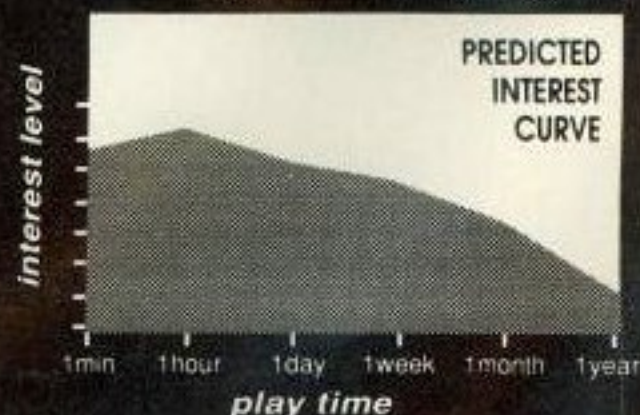 PREDICTED
INTEREST
CURVE
interest level
1min 1hour 1day 1week 1month 1year
play time